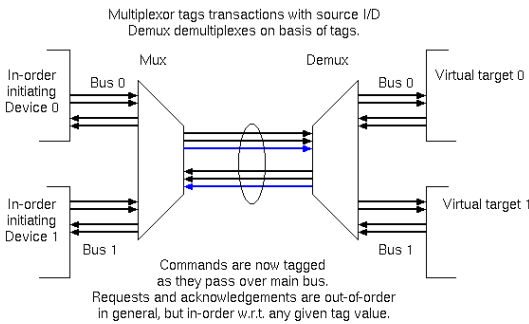 Multiplexor tags transactions with source I/D
Demux demultiplexes on basis of tags.
Mux
Demux
In-order
initiating
Device 0
Bus 0
Bus 0
Virtual target 0
In-order
initiating
Device 1
Bus 1
Bus 1
Virtual target 1
Commands are now tagged
as they pass over main bus.
Requests and acknowledgements are out-of-order
in general, but in-order w.r.t. any given tag value.